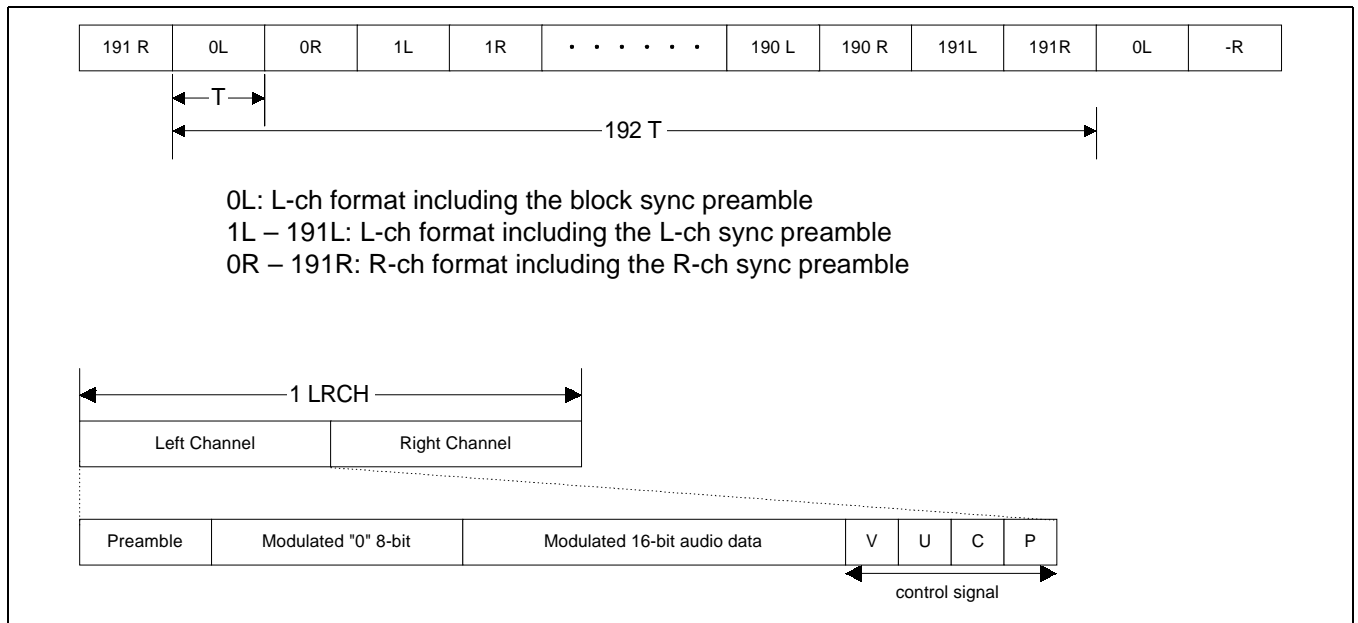 191 R 0L 0R 1L 1R · · · · · · 190 L 190 R 191L 191R 0L -R
T
192 T
0L: L-ch format including the block sync preamble
1L – 191L: L-ch format including the L-ch sync preamble
0R – 191R: R-ch format including the R-ch sync preamble
1 LRCH
Left Channel Right Channel
Preamble Modulated "0" 8-bit Modulated 16-bit audio data V U C P
control signal